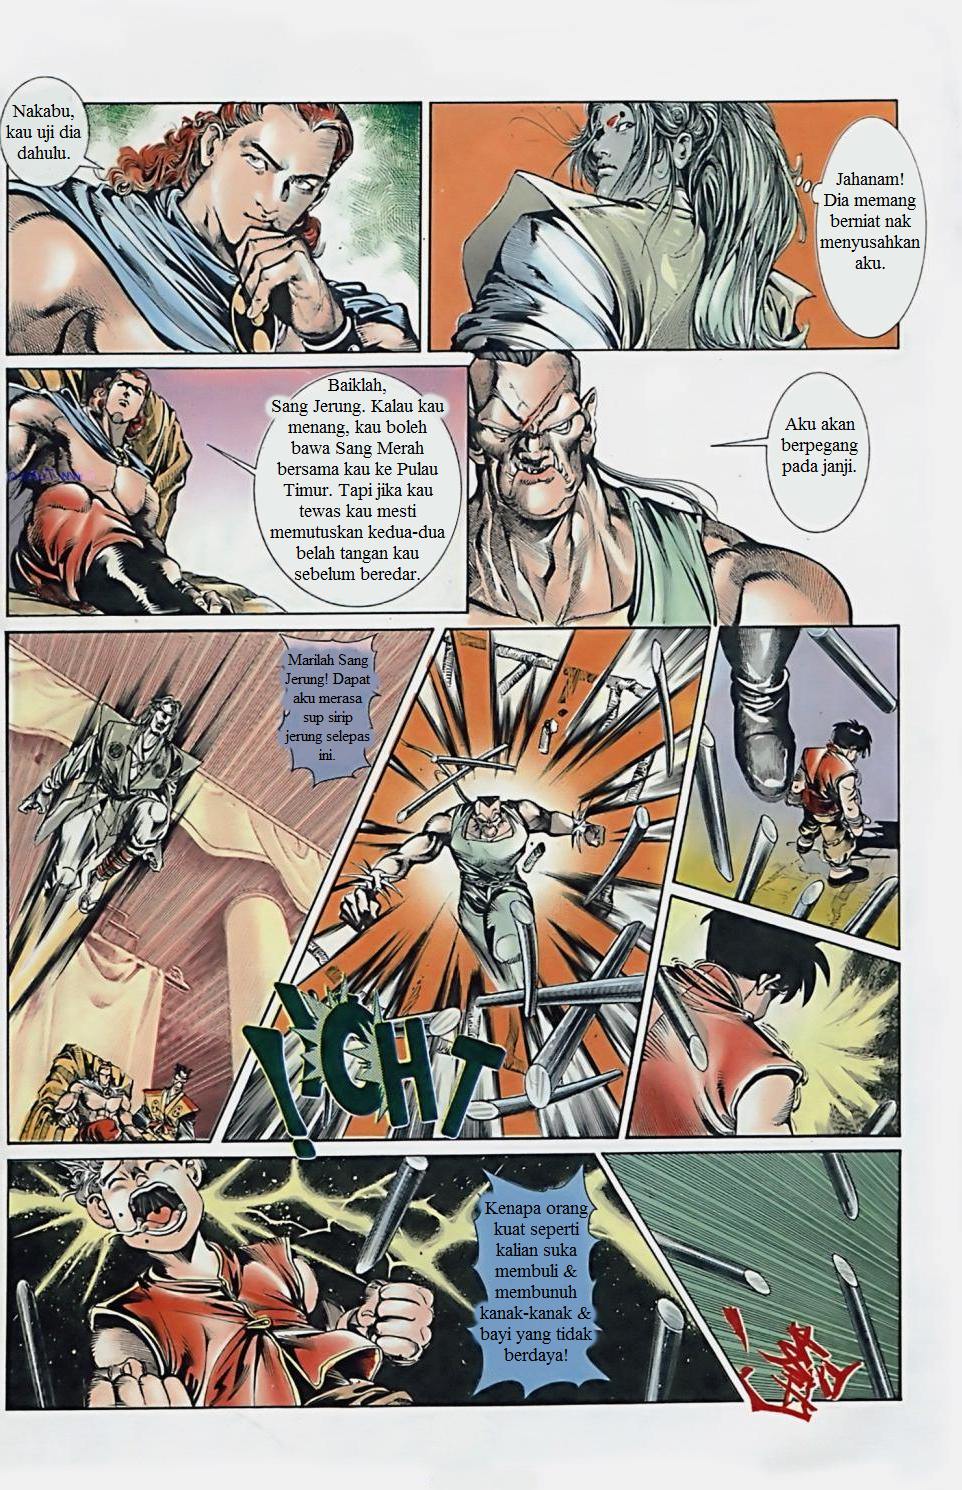 Nakabu,
kau uji dia
dahulu.
Jahanam!
Dia memang
berniat nak
menyusahkan
aku.
Baiklah,
Sang Jerung. Kalau kau
menang, kau boleh
bawa Sang Merah
bersama kau ke Pulau
Timur. Tapi jika kau
tewas kau mesti
memutuskan kedua-dua
belah tangan kau
sebelum beredar.
Aku akan
berpegang
pada janji.
Marilah Sang
Jerung! Dapat
aku merasa
sup sirip
jerung selepas
ini.
Kenapa orang
kuat seperti
kalian suka
membuli &
membunuh
kanak-kanak &
bayi yang tidak
berdaya!